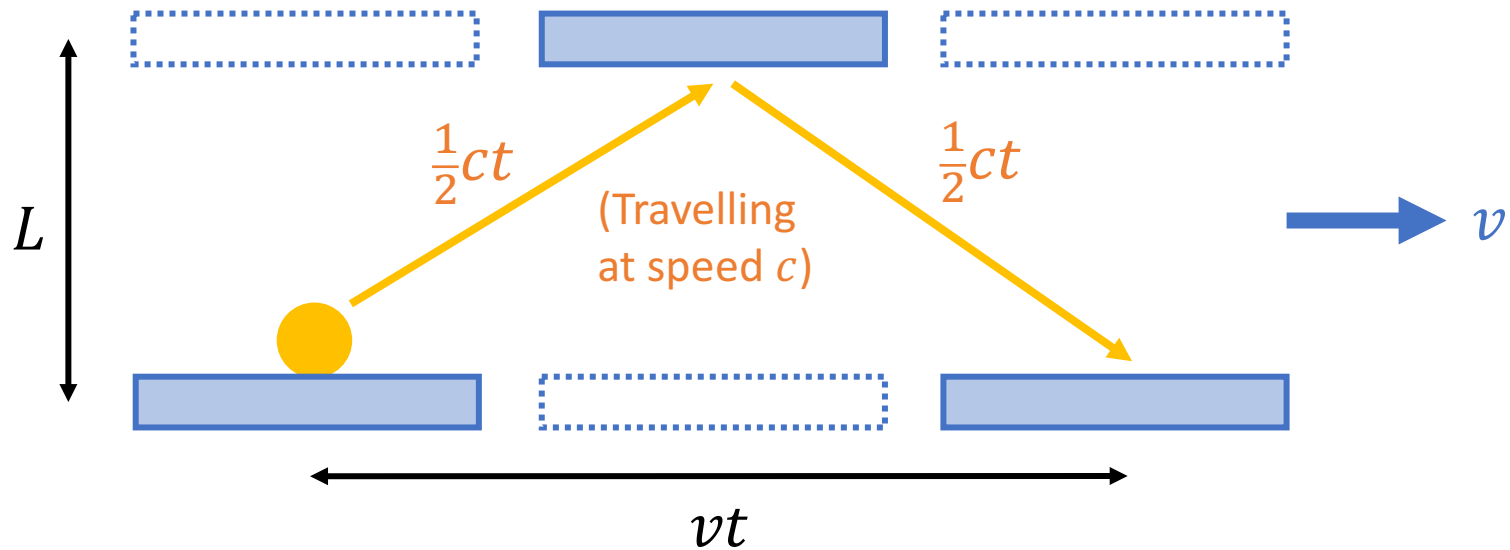 ½ct
½ct
(Travelling
at speed c)
L
v
vt